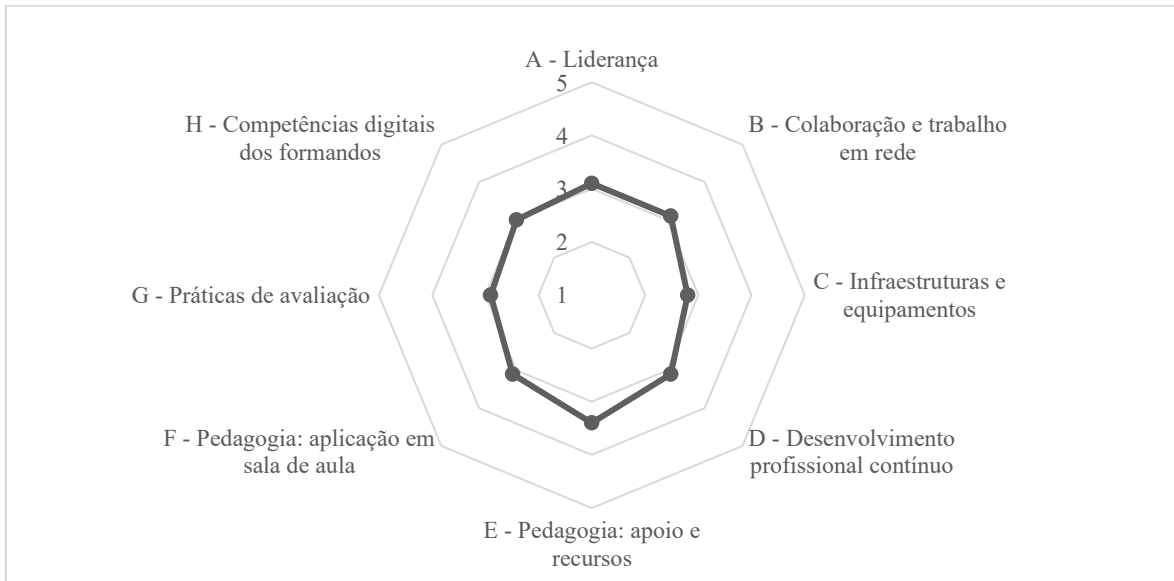 A - Liderança
5
H - Competências digitais
dos formandos
B - Colaboração e trabalho
em rede
4
3
2
G - Práticas de avaliação
1
C - Infraestruturas e
equipamentos
F - Pedagogia: aplicação em
sala de aula
D - Desenvolvimento
profissional contínuo
E - Pedagogia: apoio e
recursos